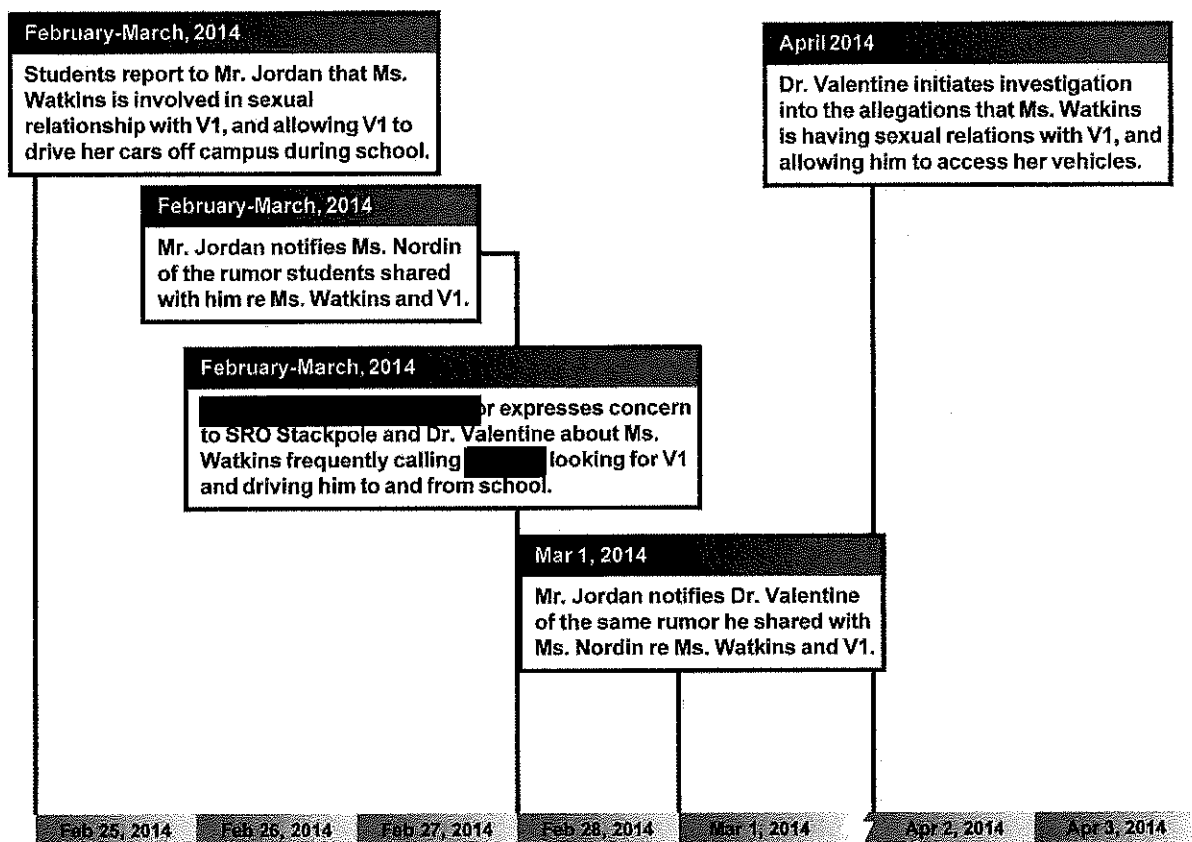 February-March, 2014
Students report to Mr. Jordan that Ms.
Watkins is involved in sexual
relationship with V1, and allowing V1 to
drive her cars off campus during school.
April 2014
Dr. Valentine initiates investigation
into the allegations that Ms. Watkins
is having sexual relations with V1, and
allowing him to access her vehicles.
February-March, 2014
Mr. Jordan notifies Ms. Nordin
of the rumor students shared
with him re Ms. Watkins and V1.
February-March, 2014
r expresses concern
to SRO Stackpole and Dr. Valentine about Ms.
Watkins frequently calling looking for V1
and driving him to and from school.
Mar 1, 2014
Mr. Jordan notifies Dr. Valentine
of the same rumor he shared with
Ms. Nordin re Ms. Watkins and V1.
Feb 25, 2014 Feb 26, 2014 Feb 27, 2014 Feb 28, 2014 Mar 1, 2014 Apr 2, 2014 Apr 3, 2014